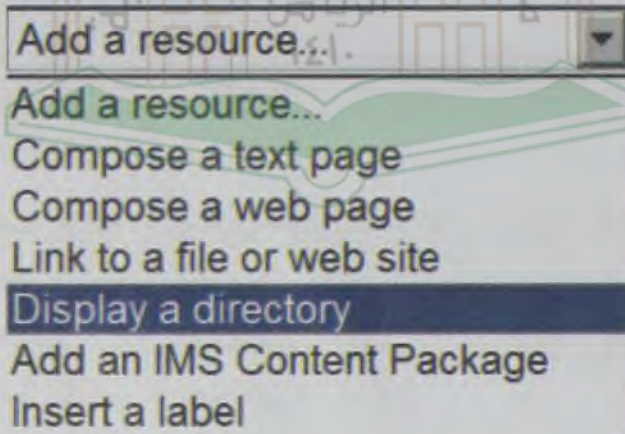 Add a resource...
Add a resource...
Compose a text page
Compose a web page
Link to a file or web site
Display a directory
Add an IMS Content Package
Insert a label